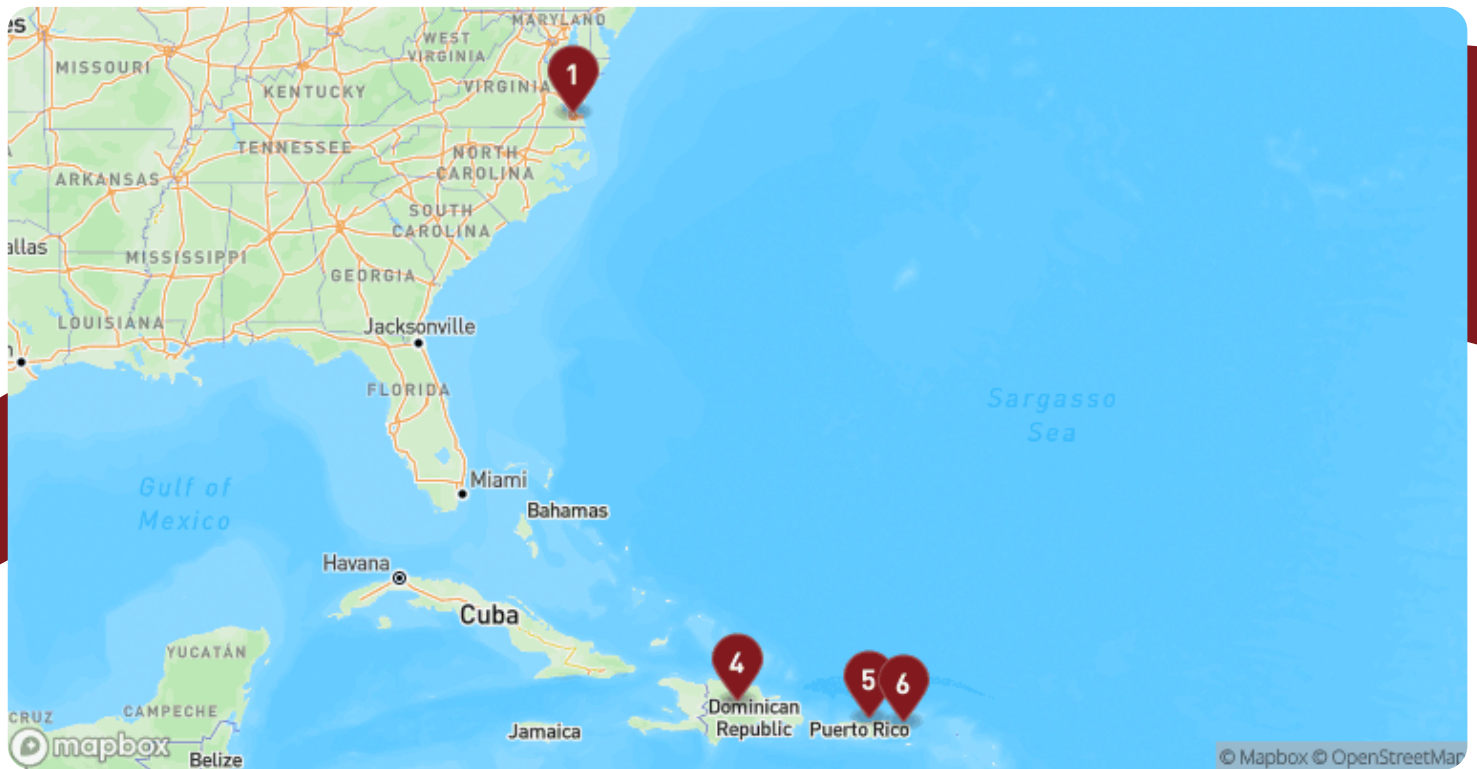 es
MARYLAND
WEST
VIRGINIA
MISSOURI
1
KENTUCKY
VIRGINIA
TENNESSEE
NORTH
CAROLINA
ARKANSAS
SOUTH
CAROLINA
allas
MISSISSIPPI
GEORGIA
LOUISIANA
Jacksonville
n
FLORIDA
Sargasso
Sea
Miami
Gulf of
Mexico
Bahamas
Havana
Cuba
YUCATÁN
4
5
6
CAMPECHE
CRUZ
Dominican
Republic
Puerto Rico
Jamaica
mapbox
Belize
© Mapbox © OpenStreetMap